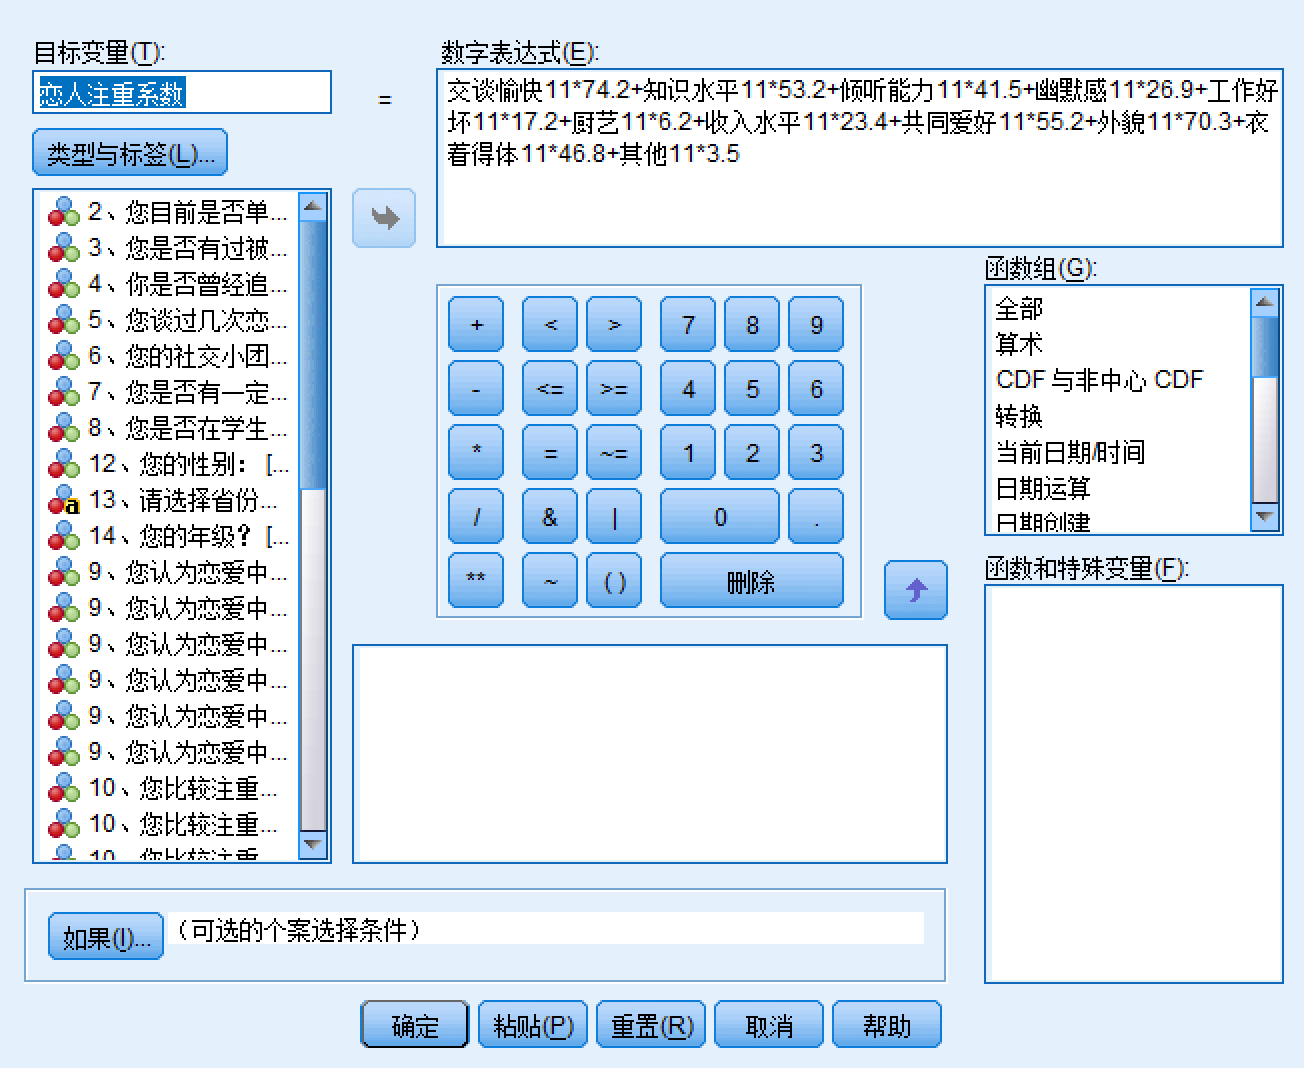 目标变量(T):
恋人注重系数
=
类型与标签(L)...
数字表达式(E):
交谈愉快11*74.2+知识水平11*53.2+倾听能力11*41.5+幽默感11*26.9+工作好
坏11*17.2+厨艺11*6.2+收入水平11*23.4+共同爱好11*55.2+外貌11*70.3+衣
着得体11*46.8+其他11*3.5
2、您目前是否单...
3、您是否有过被...
4、你是否曾经追...
5、您谈过几次恋...
6、您的社交小团...
7、您是否有一定...
8、您是否在学生...
12、您的性别： [...
13、请选择省份...
14、您的年级？ [...
9、您认为恋爱中...
9、您认为恋爱中...
9、您认为恋爱中...
9、您认为恋爱中...
9、您认为恋爱中...
9、您认为恋爱中...
10、您比较注重...
10、您比较注重...
10、您比较注重...
+ < > 7 8 9
- <= >= 4 5 6
* = ~= 1 2 3
/ & | 0 .
** ~ ( ) 删除
函数组(G):
全部
算术
CDF 与非中心 CDF
转换
当前日期/时间
日期运算
日期创建
函数和特殊变量(F):
如果(I)...
（可选的个案选择条件）
确定
粘贴(P)
重置(R)
取消
帮助